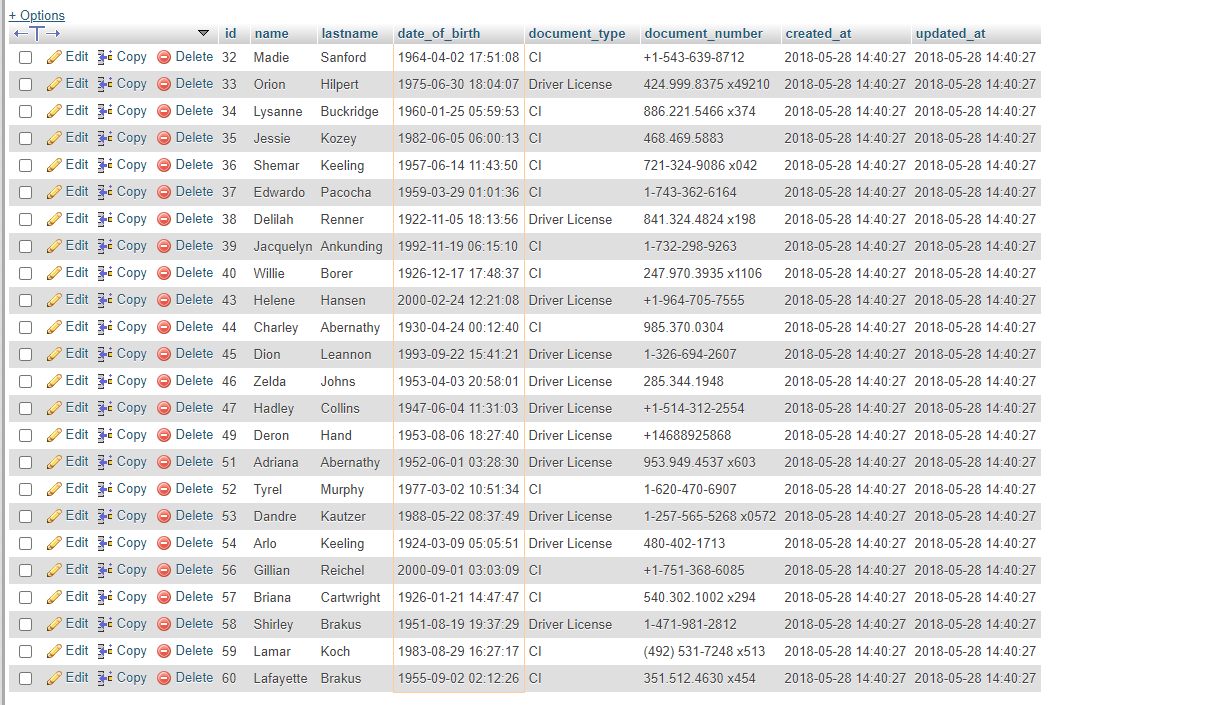 + Options
←T→ id name lastname date_of_birth document_type document_number created_at updated_at
Edit Copy Delete 32 Madie Sanford 1964-04-02 17:51:08 CI +1-543-639-8712 2018-05-28 14:40:27 2018-05-28 14:40:27
Edit Copy Delete 33 Orion Hilpert 1975-06-30 18:04:07 Driver License 424.999.8375 x49210 2018-05-28 14:40:27 2018-05-28 14:40:27
Edit Copy Delete 34 Lysanne Buckridge 1960-01-25 05:59:53 CI 886.221.5466 x374 2018-05-28 14:40:27 2018-05-28 14:40:27
Edit Copy Delete 35 Jessie Kozey 1982-06-05 06:00:13 CI 468.469.5883 2018-05-28 14:40:27 2018-05-28 14:40:27
Edit Copy Delete 36 Shemar Keeling 1957-06-14 11:43:50 CI 721-324-9086 x042 2018-05-28 14:40:27 2018-05-28 14:40:27
Edit Copy Delete 37 Edwardo Pacocha 1959-03-29 01:01:36 CI 1-743-362-6164 2018-05-28 14:40:27 2018-05-28 14:40:27
Edit Copy Delete 38 Delilah Renner 1922-11-05 18:13:56 Driver License 841.324.4824 x198 2018-05-28 14:40:27 2018-05-28 14:40:27
Edit Copy Delete 39 Jacquelyn Ankunding 1992-11-19 06:15:10 CI 1-732-298-9263 2018-05-28 14:40:27 2018-05-28 14:40:27
Edit Copy Delete 40 Willie Borer 1926-12-17 17:48:37 CI 247.970.3935 x1106 2018-05-28 14:40:27 2018-05-28 14:40:27
Edit Copy Delete 43 Helene Hansen 2000-02-24 12:21:08 Driver License +1-964-705-7555 2018-05-28 14:40:27 2018-05-28 14:40:27
Edit Copy Delete 44 Charley Abernathy 1930-04-24 00:12:40 CI 985.370.0304 2018-05-28 14:40:27 2018-05-28 14:40:27
Edit Copy Delete 45 Dion Leannon 1993-09-22 15:41:21 Driver License 1-326-694-2607 2018-05-28 14:40:27 2018-05-28 14:40:27
Edit Copy Delete 46 Zelda Johns 1953-04-03 20:58:01 Driver License 285.344.1948 2018-05-28 14:40:27 2018-05-28 14:40:27
Edit Copy Delete 47 Hadley Collins 1947-06-04 11:31:03 Driver License +1-514-312-2554 2018-05-28 14:40:27 2018-05-28 14:40:27
Edit Copy Delete 49 Deron Hand 1953-08-06 18:27:40 Driver License +14688925868 2018-05-28 14:40:27 2018-05-28 14:40:27
Edit Copy Delete 51 Adriana Abernathy 1952-06-01 03:28:30 Driver License 953.949.4537 x603 2018-05-28 14:40:27 2018-05-28 14:40:27
Edit Copy Delete 52 Tyrel Murphy 1977-03-02 10:51:34 CI 1-620-470-6907 2018-05-28 14:40:27 2018-05-28 14:40:27
Edit Copy Delete 53 Dandre Kautzer 1988-05-22 08:37:49 Driver License 1-257-565-5268 x0572 2018-05-28 14:40:27 2018-05-28 14:40:27
Edit Copy Delete 54 Arlo Keeling 1924-03-09 05:05:51 Driver License 480-402-1713 2018-05-28 14:40:27 2018-05-28 14:40:27
Edit Copy Delete 56 Gillian Reichel 2000-09-01 03:03:09 CI +1-751-368-6085 2018-05-28 14:40:27 2018-05-28 14:40:27
Edit Copy Delete 57 Briana Cartwright 1926-01-21 14:47:47 CI 540.302.1002 x294 2018-05-28 14:40:27 2018-05-28 14:40:27
Edit Copy Delete 58 Shirley Brakus 1951-08-19 19:37:29 Driver License 1-471-981-2812 2018-05-28 14:40:27 2018-05-28 14:40:27
Edit Copy Delete 59 Lamar Koch 1983-08-29 16:27:17 CI (492) 531-7248 x513 2018-05-28 14:40:27 2018-05-28 14:40:27
Edit Copy Delete 60 Lafayette Brakus 1955-09-02 02:12:26 CI 351.512.4630 x454 2018-05-28 14:40:27 2018-05-28 14:40:27